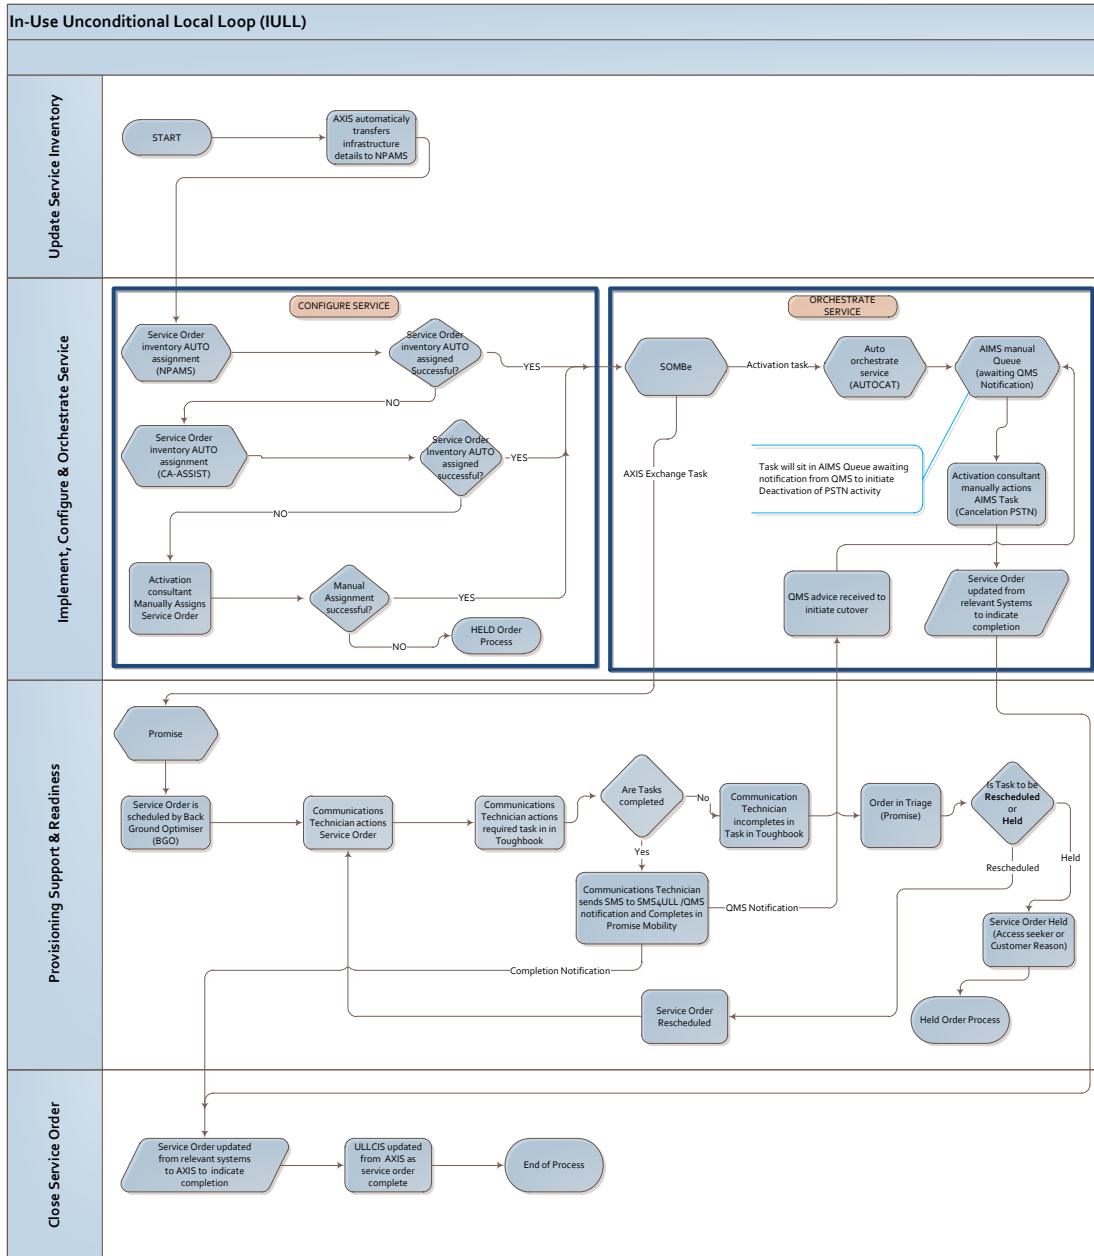 In-Use Unconditional Local Loop (IULL)
Update Service Inventory
START
AXIS automaticaly
transfers
infrastructure
details to NPAMS
Implement, Configure & Orchestrate Service
CONFIGURE SERVICE
Service Order
inventory AUTO
assignment
(NPAMS)
Service Order
inventory AUTO
assigned
Successful?
YES
NO
Service Order
inventory AUTO
assignment
(CA-ASSIST)
Service Order
Inventory AUTO
assigned
successful?
YES
NO
Activation
consultant
Manually Assigns
Service Order
Manual
Assignment
successful?
YES
NO
HELD Order
Process
ORCHESTRATE
SERVICE
SOMBe
Activation task
Auto
orchestrate
service
(AUTOCAT)
AIMS manual
Queue
(awaiting QMS
Notification)
AXIS Exchange Task
Task will sit in AIMS Queue awaiting
notification from QMS to initiate
Deactivation of PSTN activity
Activation consultant
manually actions
AIMS Task
(Cancelation PSTN)
QMS advice received to
initiate cutover
Service Order
updated from
relevant Systems
to indicate
completion
Provisioning Support & Readiness
Promise
Service Order is
scheduled by Back
Ground Optimiser
(BGO)
Communications
Technician actions
Service Order
Communications
Technician actions
required task in in
Toughbook
Are Tasks
completed
No
Yes
Communication
Technician
incompletes in
Task in Toughbook
Order in Triage
(Promise)
Is Task to be
Rescheduled
or
Held
Held
Rescheduled
Communications Technician
sends SMS to SMS4ULL /QMS
notification and Completes in
Promise Mobility
QMS Notification
Service Order Held
(Access seeker or
Customer Reason)
Completion Notification
Service Order
Rescheduled
Held Order Process
Close Service Order
Service Order updated
from relevant systems
to AXIS to  indicate
completion
ULLCIS updated
from  AXIS as
service order
complete
End of Process